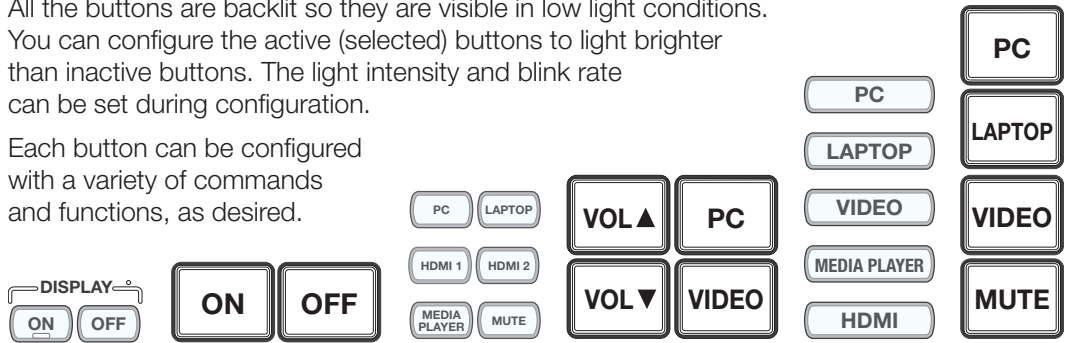 All the buttons are backlit so they are visible in low light conditions.
You can configure the active (selected) buttons to light brighter
than inactive buttons. The light intensity and blink rate
can be set during configuration.
Each button can be configured
with a variety of commands
and functions, as desired.
DISPLAY
ON OFF
ON OFF
PC LAPTOP
HDMI 1 HDMI 2
MEDIA
PLAYER MUTE
VOL▲ PC
VOL▼ VIDEO
PC
LAPTOP
VIDEO
MEDIA PLAYER
HDMI
PC
LAPTOP
VIDEO
MUTE